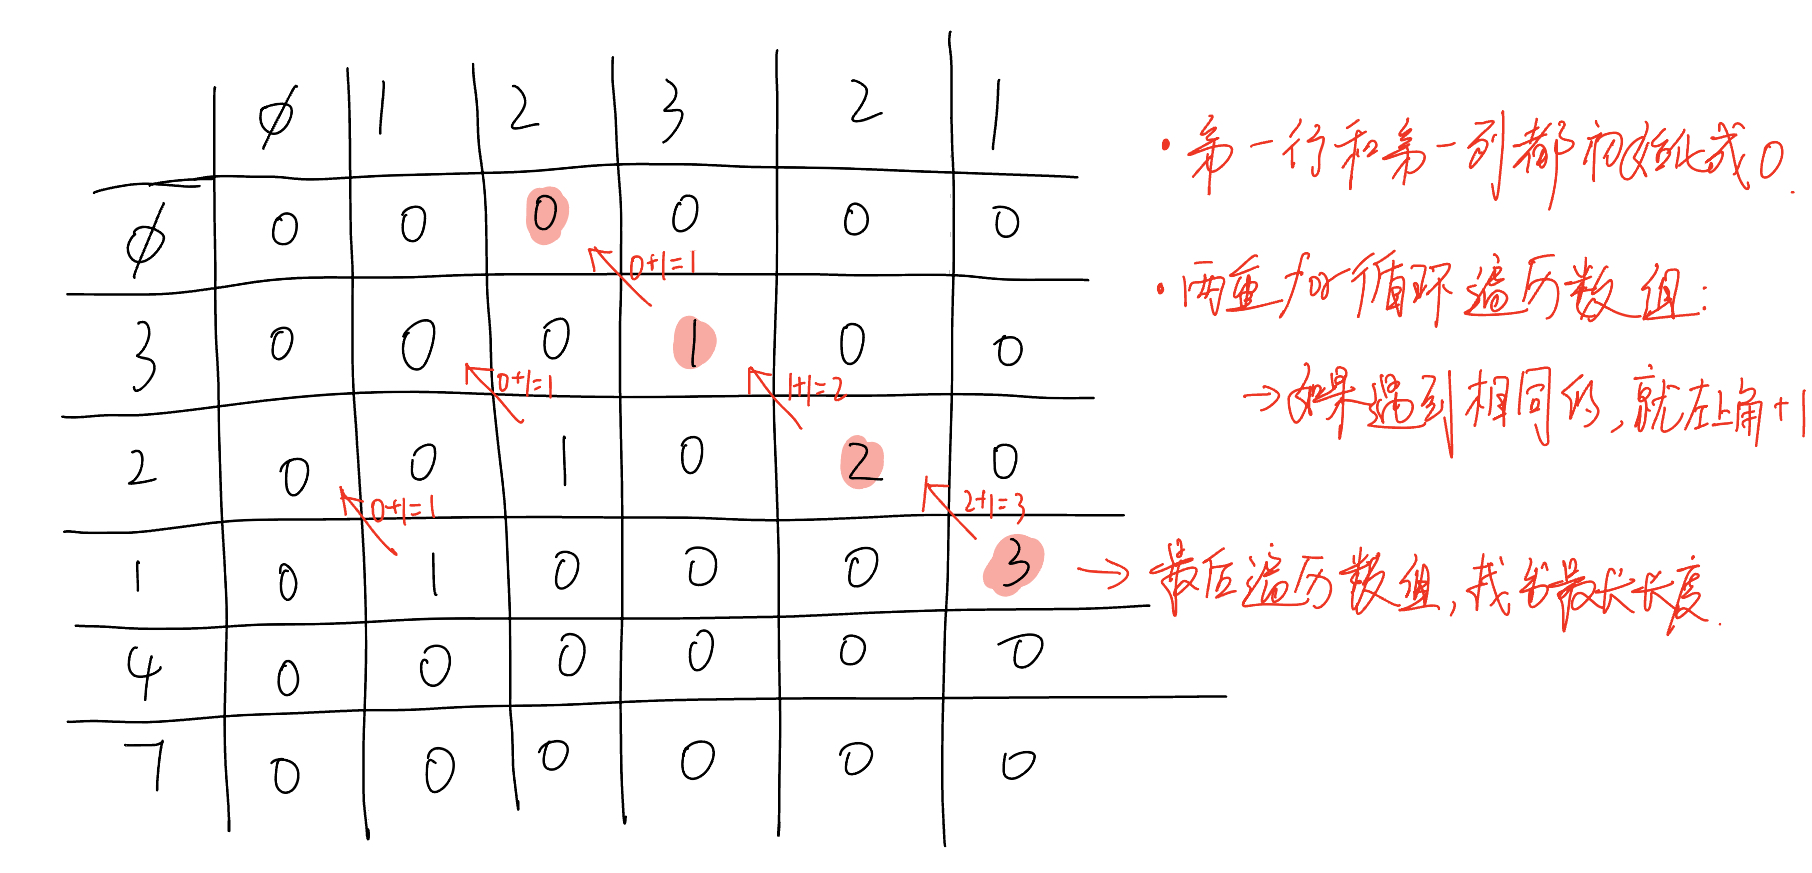 ∅ 1 2 3 2 1
∅ 0 0 0 0 0 0
0+1=1
3 0 0 0 1 0 0
0+1=1 1+1=2
2 0 0 1 0 2 0
0+1=1 2+1=3
1 0 1 0 0 0 3
4 0 0 0 0 0 0
7 0 0 0 0 0 0
·第一行和第一列都初始化成0.
·两重for循环遍历数组:
→如果遇到相同的,就左上角+1
→最后遍历数组,找出最长长度.